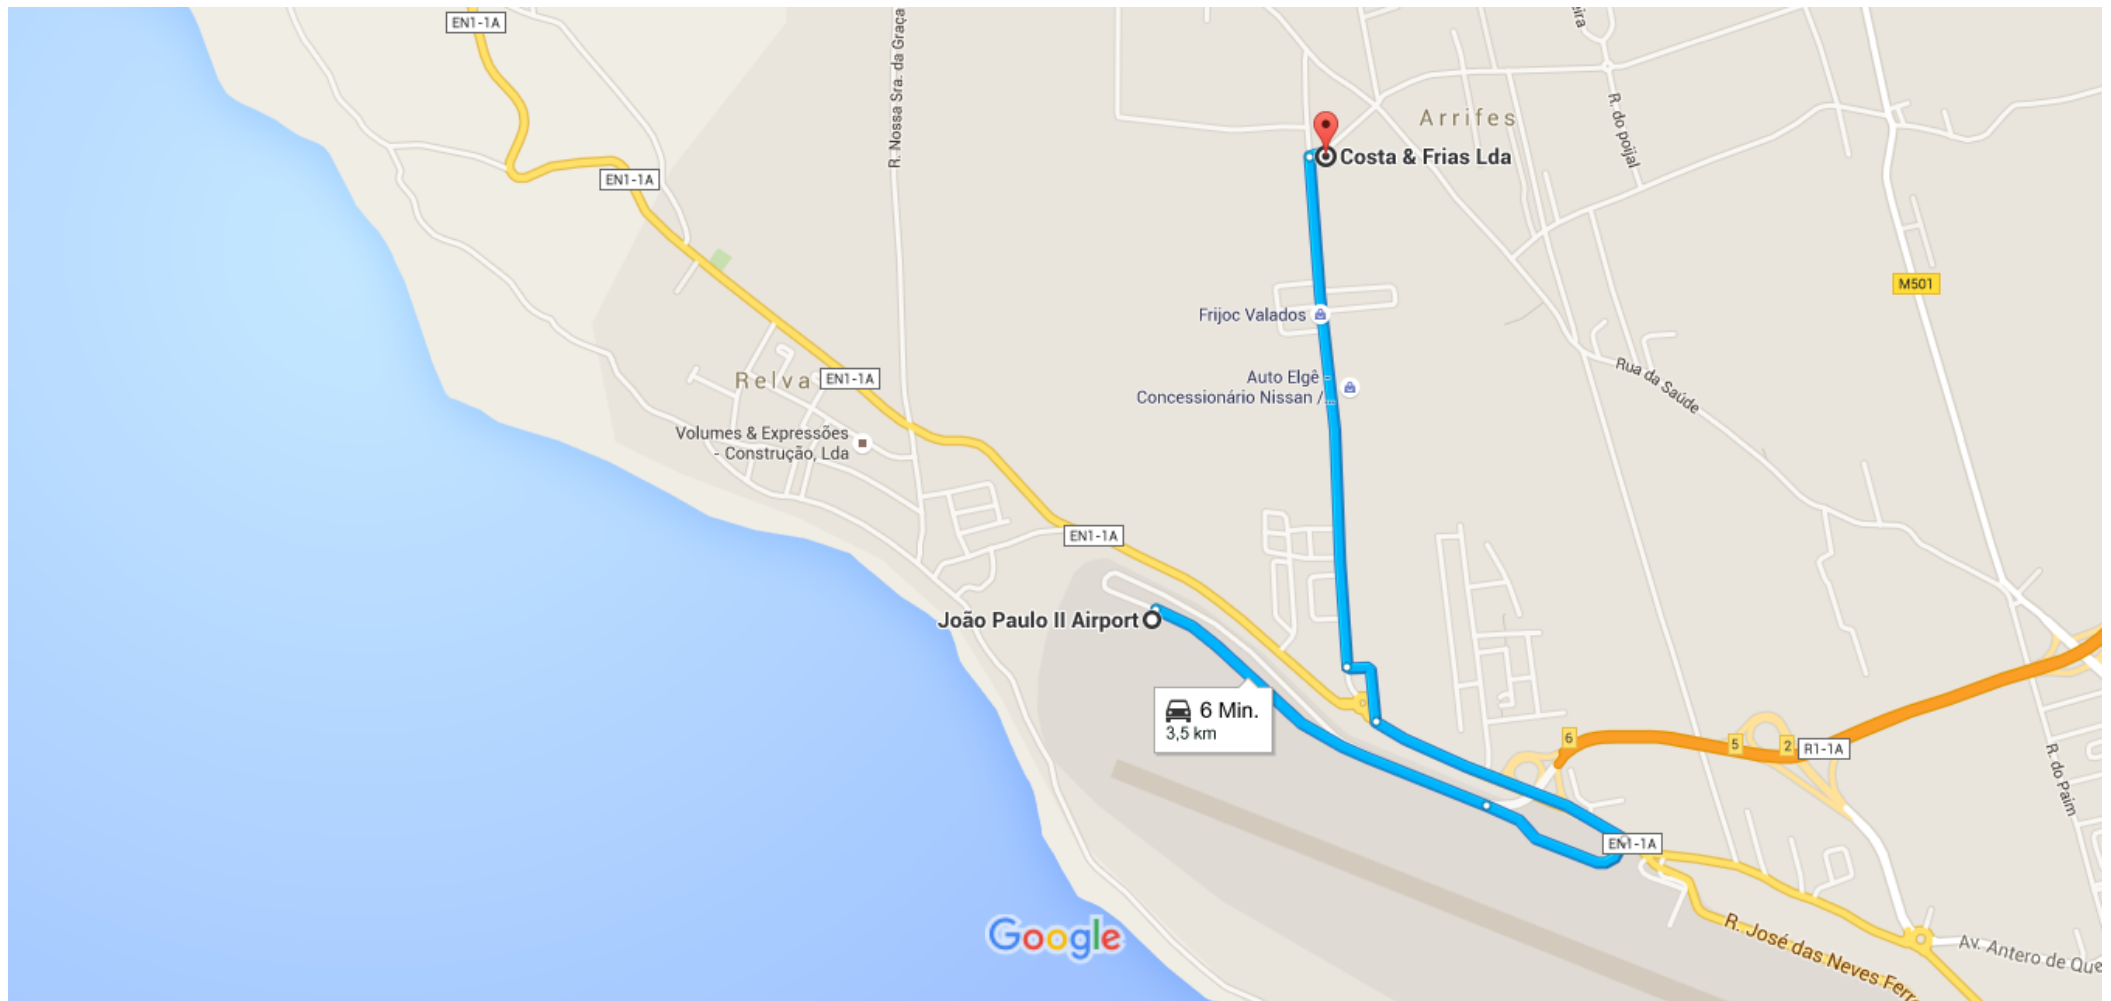 EN1-1A
R. Nossa Sra. da Graça
eira
R. do poijal
Arrifes
Costa & Frias Lda
EN1-1A
M501
Frijoc Valados
Auto Elgê -
Concessionário Nissan /...
Rua da Saúde
Relva
EN1-1A
Volumes & Expressões
- Construção, Lda
EN1-1A
João Paulo II Airport
6 Min.
3,5 km
6
5
2
R1-1A
R. do Paim
EN1-1A
Google
R. José das Neves Ferr
Av. Antero de Que